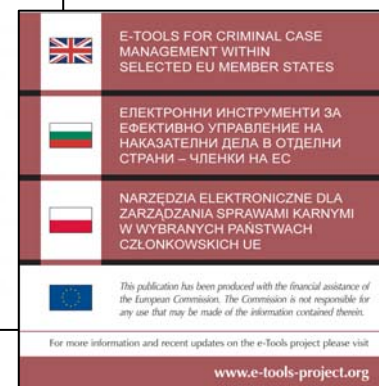 E-TOOLS FOR CRIMINAL CASE
MANAGEMENT WITHIN
SELECTED EU MEMBER STATES
ЕЛЕКТРОННИ ИНСТРУМЕНТИ ЗА
ЕФЕКТИВНО УПРАВЛЕНИЕ НА
НАКАЗАТЕЛНИ ДЕЛА В ОТДЕЛНИ
СТРАНИ – ЧЛЕНКИ НА ЕС
NARZĘDZIA ELEKTRONICZNE DLA
ZARZĄDZANIA SPRAWAMI KARNYMI
W WYBRANYCH PAŃSTWACH
CZŁONKOWSKICH UE
This publication has been produced with the financial assistance of
the European Commission. The Commission is not responsible for
any use that may be made of the information contained therein.
For more information and recent updates on the e-Tools project please visit
www.e-tools-project.org